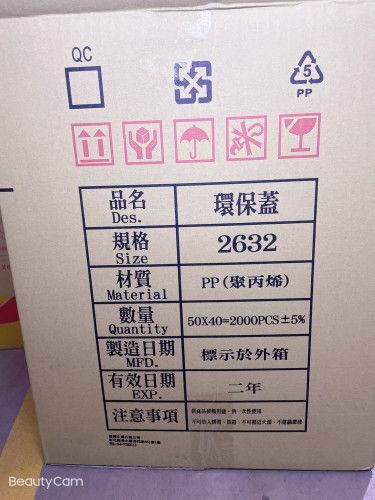 QC
5
PP
品名
Des.
環保蓋
規格
Size
2632
材質
Material
PP(聚丙烯)
數量
Quantity
50X40=2000PCS±5%
製造日期
MFD.
標示於外箱
有效日期
EXP.
二年
注意事項
BeautyCam